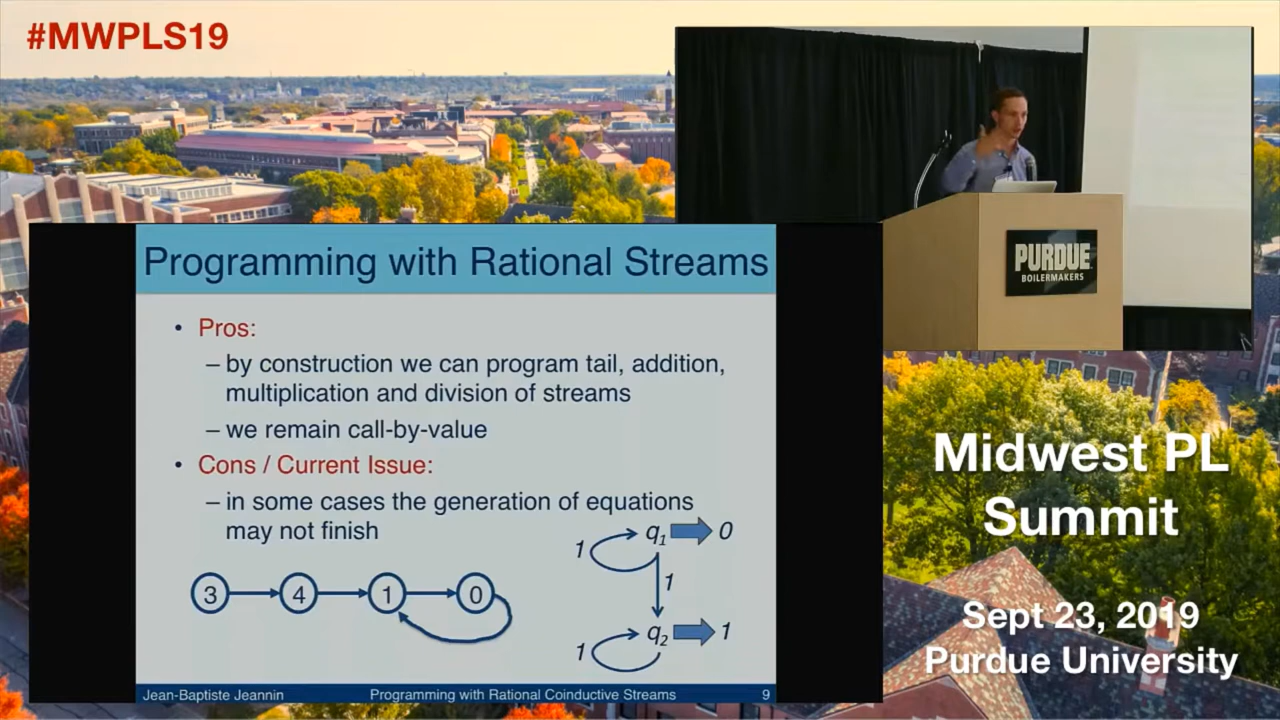 #MWPLS19
PURDUE
BOILERMAKERS
Programming with Rational Streams
• Pros:
– by construction we can program tail, addition,
multiplication and division of streams
– we remain call-by-value
• Cons / Current Issue:
– in some cases the generation of equations
may not finish
1 q1 0
1
3 4 1 0
1 q2 1
Jean-Baptiste Jeannin Programming with Rational Coinductive Streams 9
Midwest PL
Summit
Sept 23, 2019
Purdue University